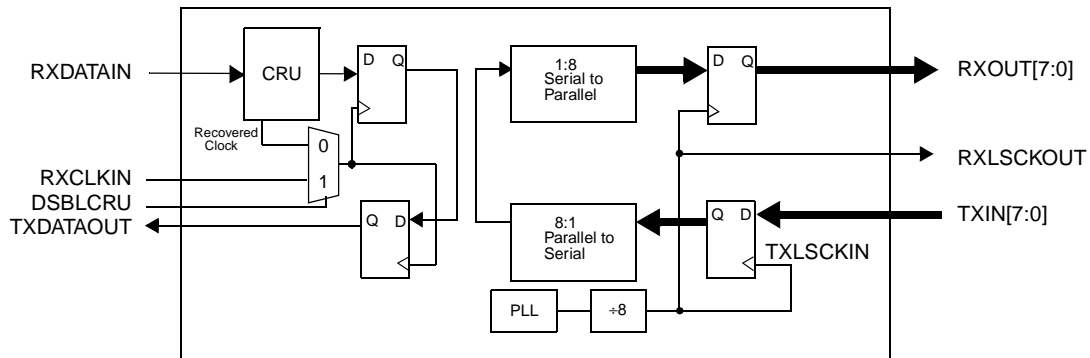 RXDATAIN
CRU
D Q
1:8
Serial to
Parallel
D Q
RXOUT[7:0]
Recovered
Clock
0
1
RXCLKIN
DSBLCRU
TXDATAOUT
RXLSCKOUT
Q D
8:1
Parallel to
Serial
Q D
TXIN[7:0]
TXLSCKIN
PLL
÷8